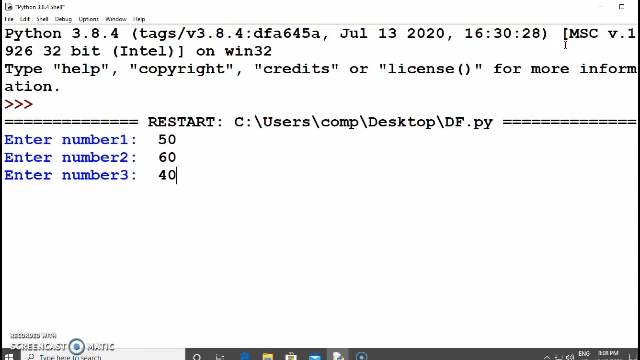 *Python 3.8.4 Shell*
File Edit Shell Debug Options Window Help
Python 3.8.4 (tags/v3.8.4:dfa645a, Jul 13 2020, 16:30:28) [MSC v.1
926 32 bit (Intel)] on win32
Type "help", "copyright", "credits" or "license()" for more inform
ation.
>>>
============== RESTART: C:\Users\comp\Desktop\DF.py ==============
Enter number1:  50
Enter number2:  60
Enter number3:  40
RECORDED WITH
SCREENCAST MATIC
Type here to search
8:08 PM